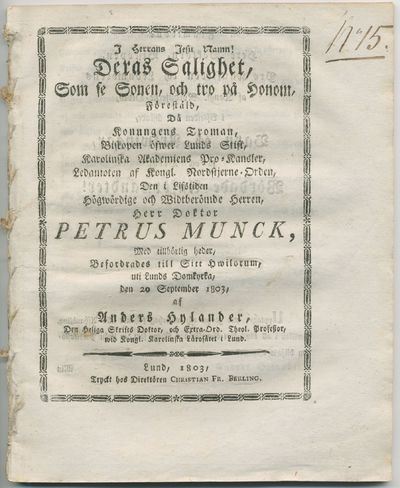 I Herrans Jesu Namn!
Deras Salighet,
Som se Sonen, och tro på Honom,
Förestäld,
Då
Konungens Troman,
Biskopen öfwer Lunds Stift,
Karolinska Akademiens Pro-Kansler,
Ledamoten af Kongl. Nordstjerne-Orden,
Den i Lifstiden
Högwördige och Widtberömde Herren,
Herr Doktor
PETRUS MUNCK,
Med tillbörlig heder,
Befordrades till Sitt Hwilorum,
uti Lunds Domkyrka,
den 20 September 1803,
af
Anders Hylander,
Den Heliga Skrifts Doktor, och Extra-Ord. Theol. Professor,
wid Kongl. Karolinska Lärosätet i Lund.
Lund, 1803,
Tryckt hos Direktören CHRISTIAN FR. BERLING.